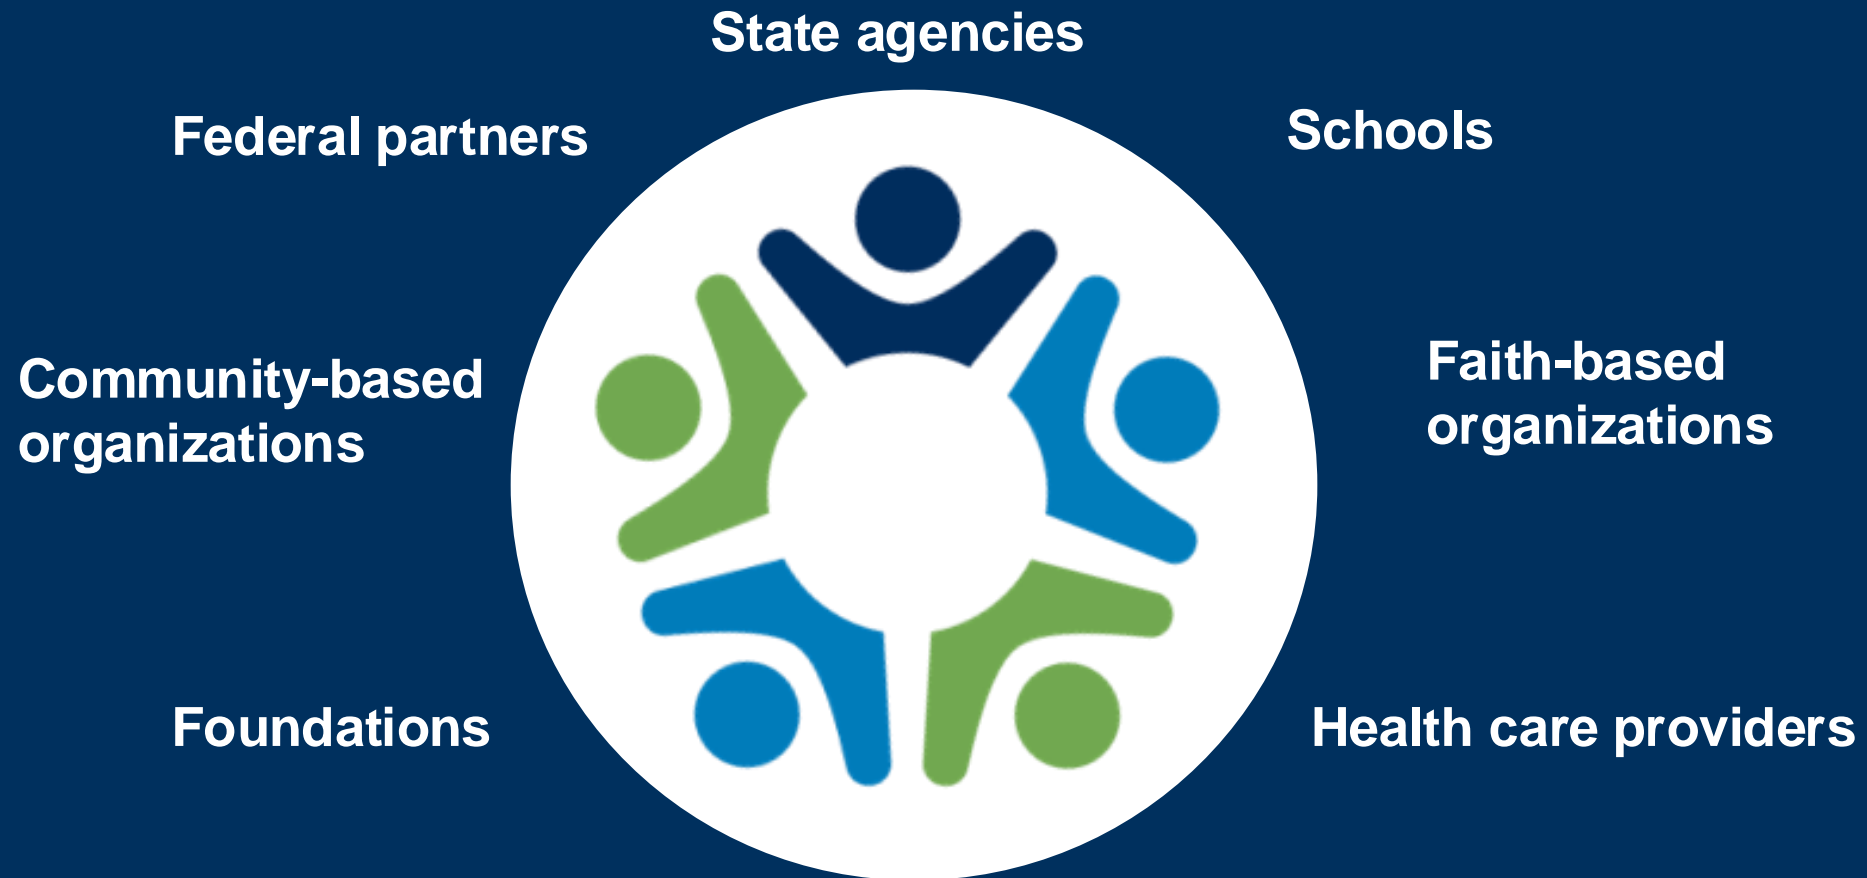 State agencies
Federal partners
Schools
Community-based
organizations
Faith-based
organizations
Foundations
Health care providers